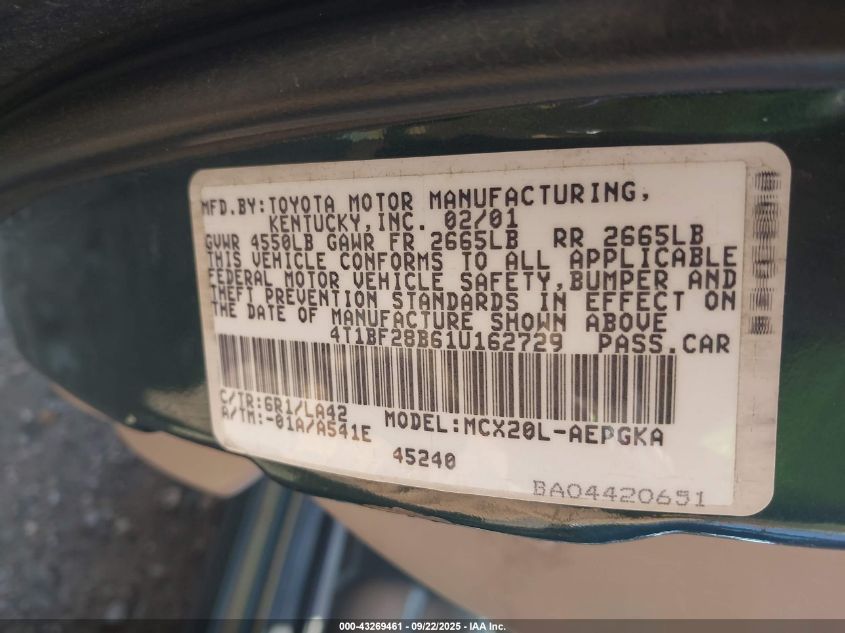 MFD.BY:TOYOTA MOTOR MANUFACTURING,
KENTUCKY,INC. 02/01
GVWR 4550LB GAWR FR 2665LB RR 2665LB
THIS VEHICLE CONFORMS TO ALL APPLICABLE
FEDERAL MOTOR VEHICLE SAFETY,BUMPER AND
THEFT PREVENTION STANDARDS IN EFFECT ON
THE DATE OF MANUFACTURE SHOWN ABOVE
4T1BF28B61U162729 PASS.CAR
C/TR:6R1/LA42
A/TM:-01A/A541E MODEL:MCX20L-AEPGKA
45240
BA04420651
000-43269461 - 09/22/2025 - IAA Inc.